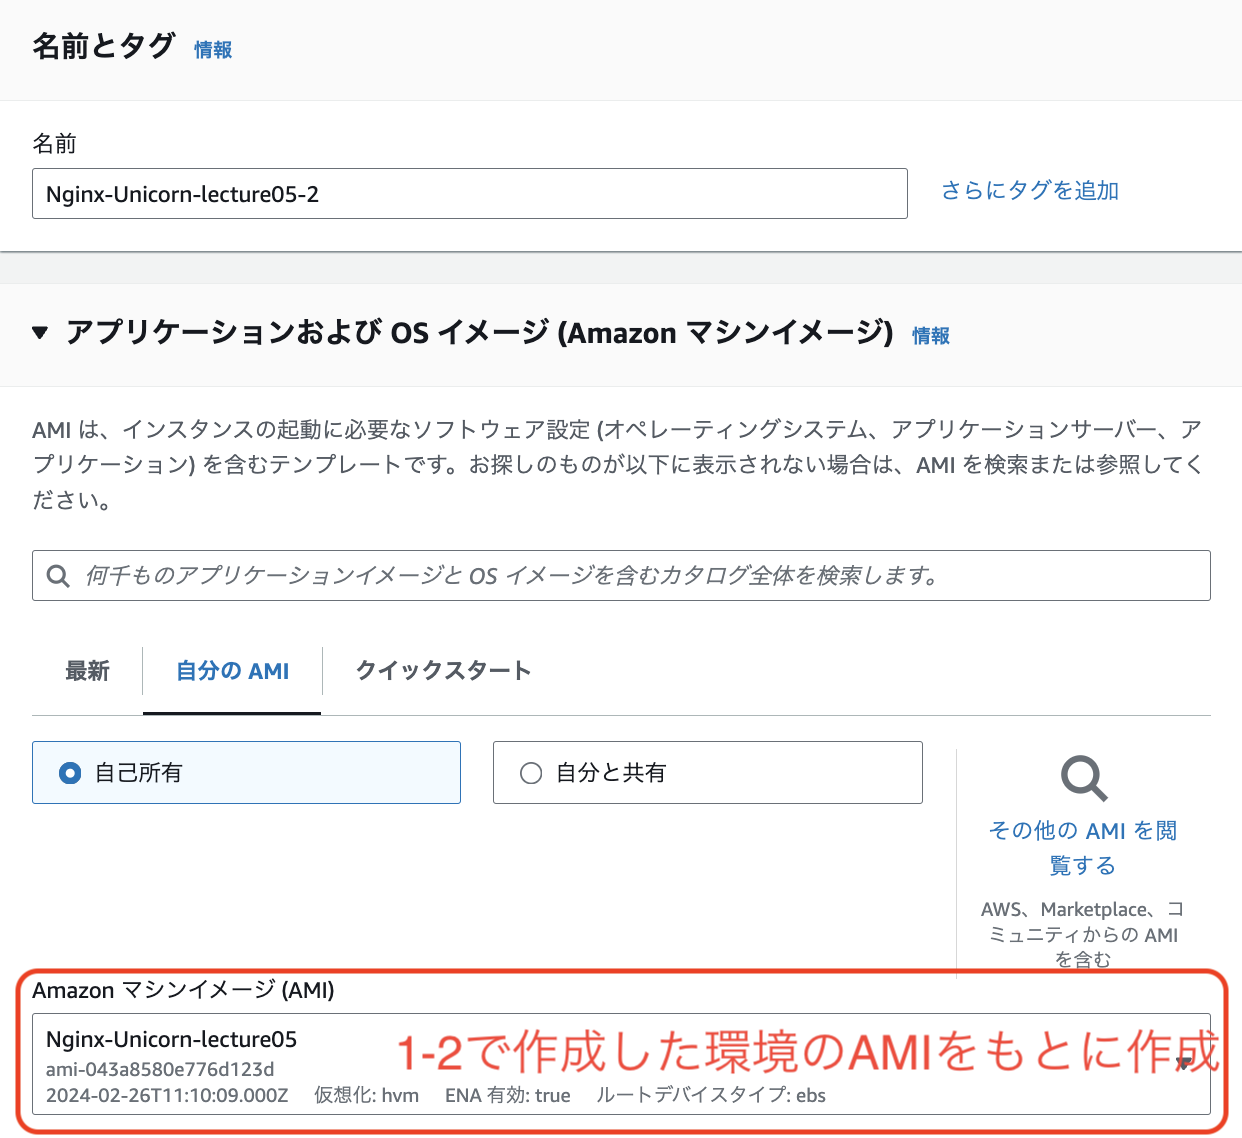 名前とタグ 情報
名前
Nginx-Unicorn-lecture05-2
さらにタグを追加
▼ アプリケーションおよび OS イメージ (Amazon マシンイメージ) 情報
AMI は、インスタンスの起動に必要なソフトウェア設定 (オペレーティングシステム、アプリケーションサーバー、ア
プリケーション) を含むテンプレートです。お探しのものが以下に表示されない場合は、AMI を検索または参照してく
ださい。
何千ものアプリケーションイメージと OS イメージを含むカタログ全体を検索します。
最新 自分の AMI クイックスタート
自己所有
自分と共有
その他の AMI を閲
覧する
AWS、Marketplace、コ
ミュニティからの AMI
を含む
Amazon マシンイメージ (AMI)
Nginx-Unicorn-lecture05
1-2で作成した環境のAMIをもとに作成
ami-043a8580e776d123d
2024-02-26T11:10:09.000Z 仮想化: hvm ENA 有効: true ルートデバイスタイプ: ebs